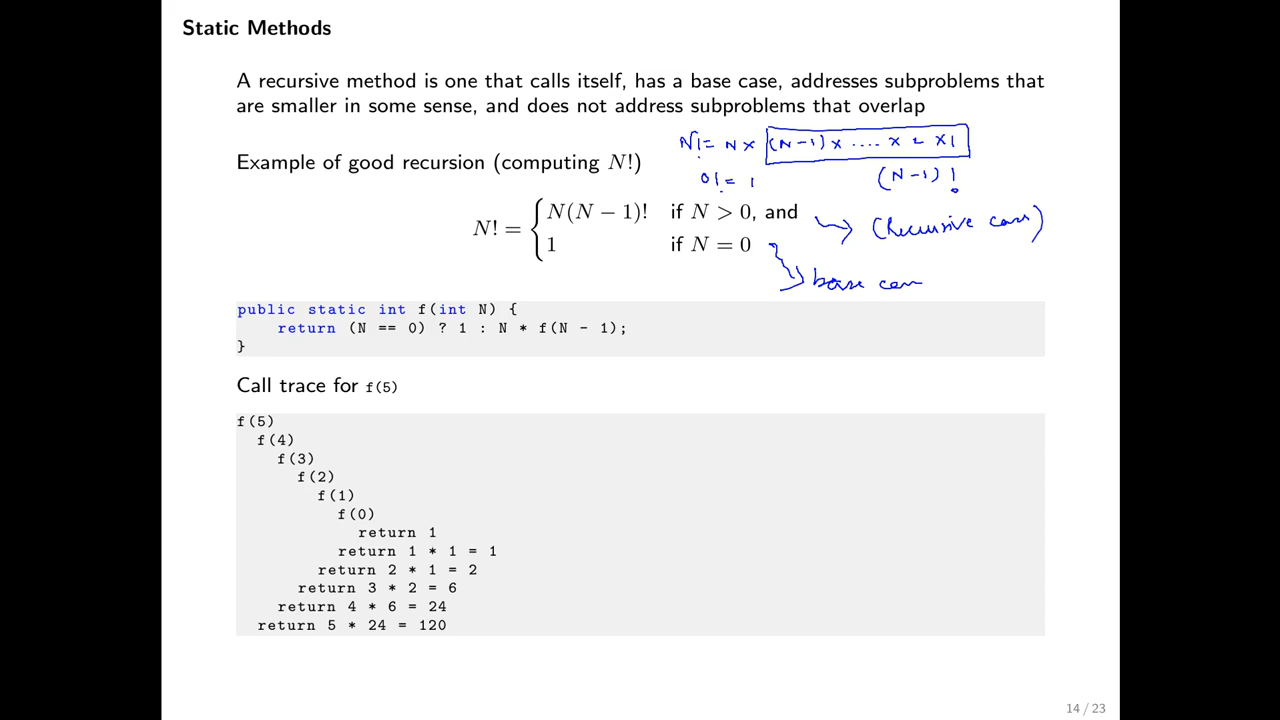 Static Methods
A recursive method is one that calls itself, has a base case, addresses subproblems that
are smaller in some sense, and does not address subproblems that overlap
N! = N x (N-1) x .... x 2 x 1
Example of good recursion (computing N!)
0! = 1
(N-1)!
N! = { N(N − 1)! if N > 0, and
1 if N = 0
(Recursive case)
base case
public static int f(int N) {
    return (N == 0) ? 1 : N * f(N - 1);
}
Call trace for f(5)
f(5)
  f(4)
    f(3)
      f(2)
        f(1)
          f(0)
            return 1
          return 1 * 1 = 1
        return 2 * 1 = 2
      return 3 * 2 = 6
    return 4 * 6 = 24
  return 5 * 24 = 120
14 / 23